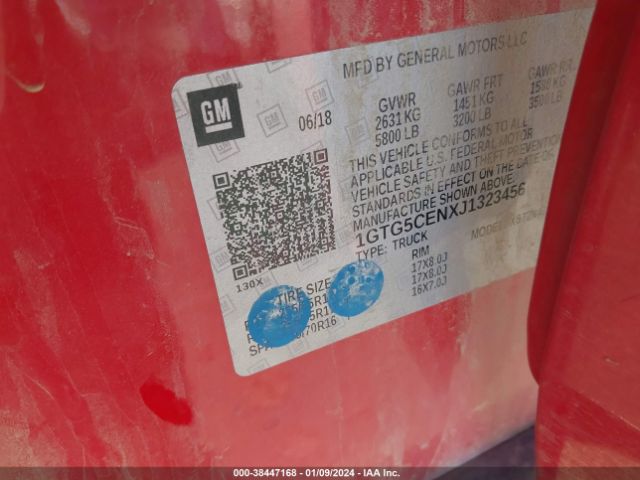 MFD BY GENERAL MOTORS LLC
GM
06/18
GVWR GAWR FRT GAWR RR
2631 KG 1451 KG
5800 LB 3200 LB 3500 LB
THIS VEHICLE CONFORMS TO ALL
APPLICABLE U.S. FEDERAL MOTOR
VEHICLE SAFETY AND THEFT PREVENTION
STANDARDS IN EFFECT ON THE DATE OF
MANUFACTURE SHOWN ABOVE.
1GTG5CENXJ1323456
TYPE: TRUCK
130X
TIRE SIZE RIM
17X8.0J
17X8.0J
16X7.0J
000-38447168 - 01/09/2024 - IAA Inc.